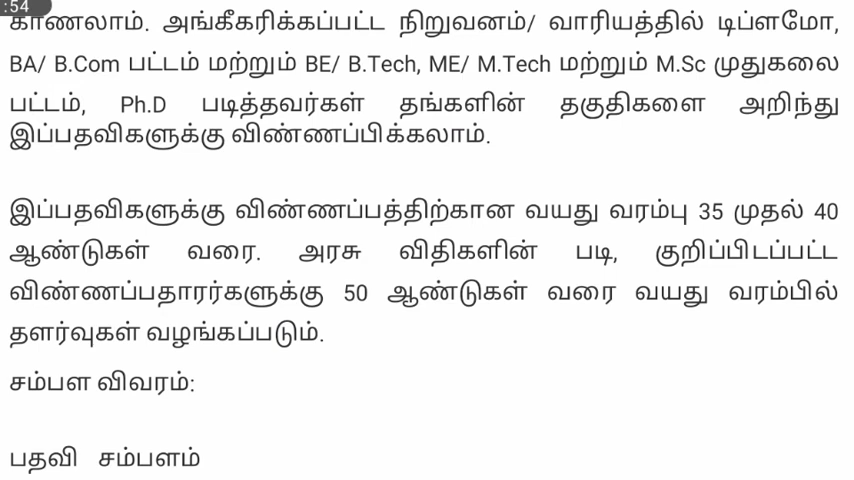 :54
காணலாம். அங்கீகரிக்கப்பட்ட நிறுவனம்/ வாரியத்தில் டிப்ளமோ,
BA/ B.Com பட்டம் மற்றும் BE/ B.Tech, ME/ M.Tech மற்றும் M.Sc முதுகலை
பட்டம், Ph.D படித்தவர்கள் தங்களின் தகுதிகளை அறிந்து
இப்பதவிகளுக்கு விண்ணப்பிக்கலாம்.
இப்பதவிகளுக்கு விண்ணப்பத்திற்கான வயது வரம்பு 35 முதல் 40
ஆண்டுகள் வரை. அரசு விதிகளின் படி, குறிப்பிடப்பட்ட
விண்ணப்பதாரர்களுக்கு 50 ஆண்டுகள் வரை வயது வரம்பில்
தளர்வுகள் வழங்கப்படும்.
சம்பள விவரம்:
பதவி சம்பளம்